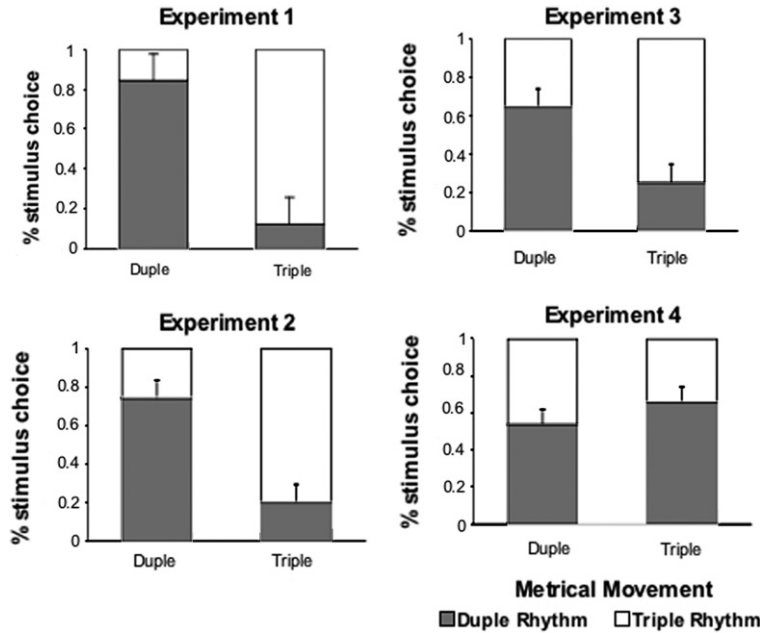 Experiment 1
% stimulus choice
1
0.8
0.6
0.4
0.2
0
Duple Triple
Experiment 3
% stimulus choice
1
0.8
0.6
0.4
0.2
0
Duple Triple
Experiment 2
% stimulus choice
1
0.8
0.6
0.4
0.2
0
Duple Triple
Experiment 4
% stimulus choice
1
0.8
0.6
0.4
0.2
0
Duple Triple
Metrical Movement
Duple Rhythm Triple Rhythm